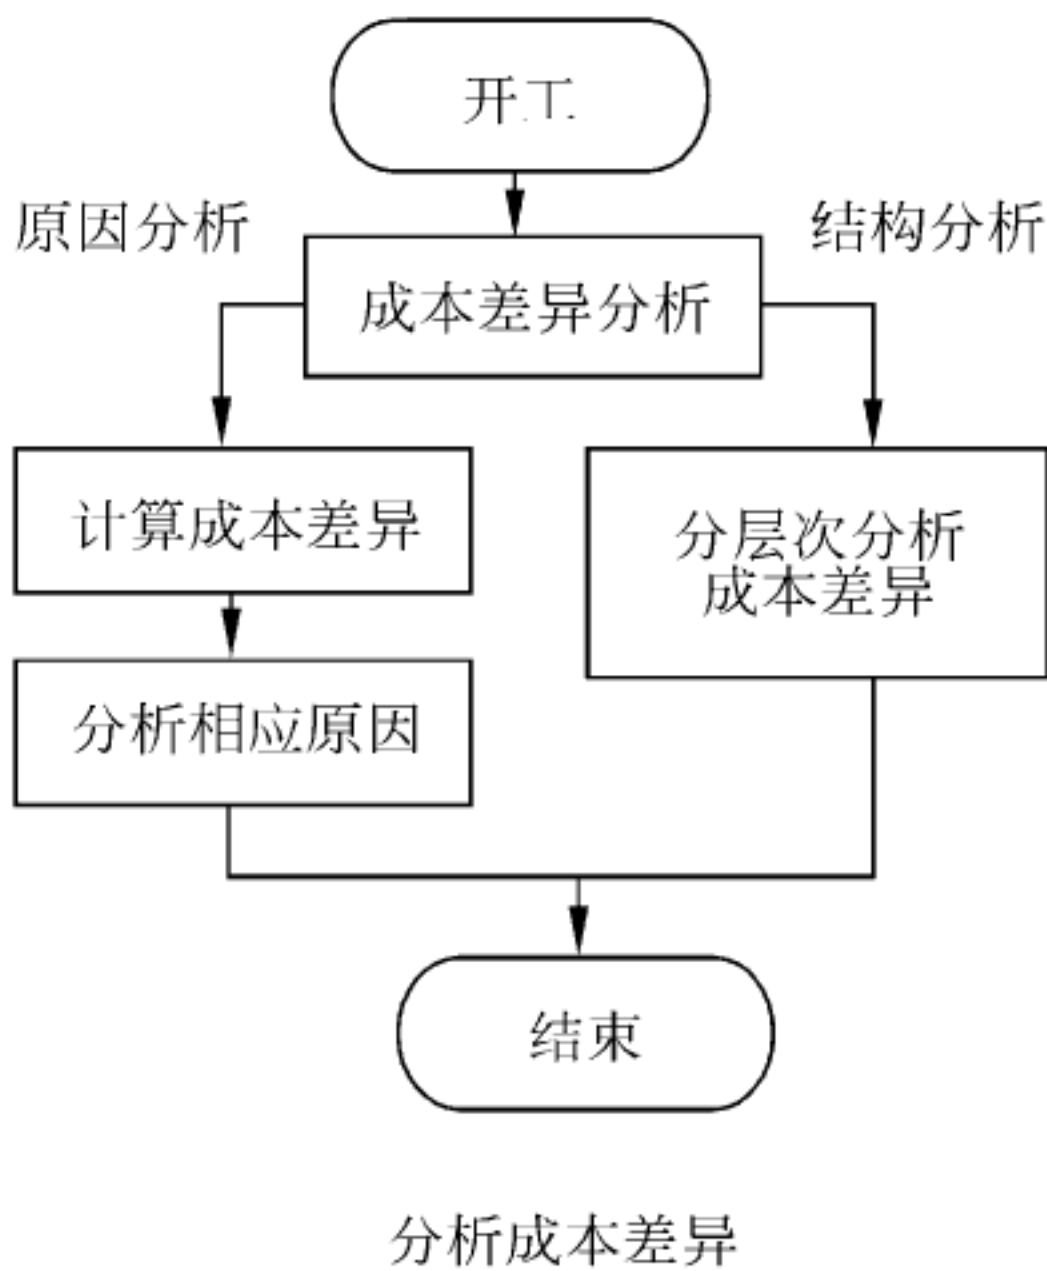 开工
原因分析
结构分析
成本差异分析
计算成本差异
分层次分析
成本差异
分析相应原因
结束
分析成本差异